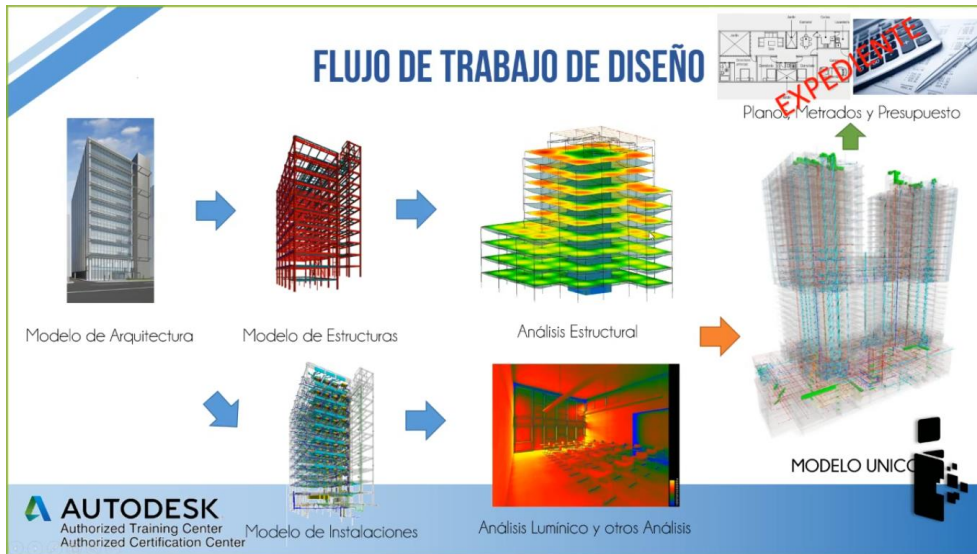 FLUJO DE TRABAJO DE DISEÑO
EXPEDIENTE
Planos, Metrados y Presupuesto
Modelo de Arquitectura
Modelo de Estructuras
Análisis Estructural
MODELO UNICO
Modelo de Instalaciones
Análisis Lumínico y otros Análisis
AUTODESK
Authorized Training Center
Authorized Certification Center